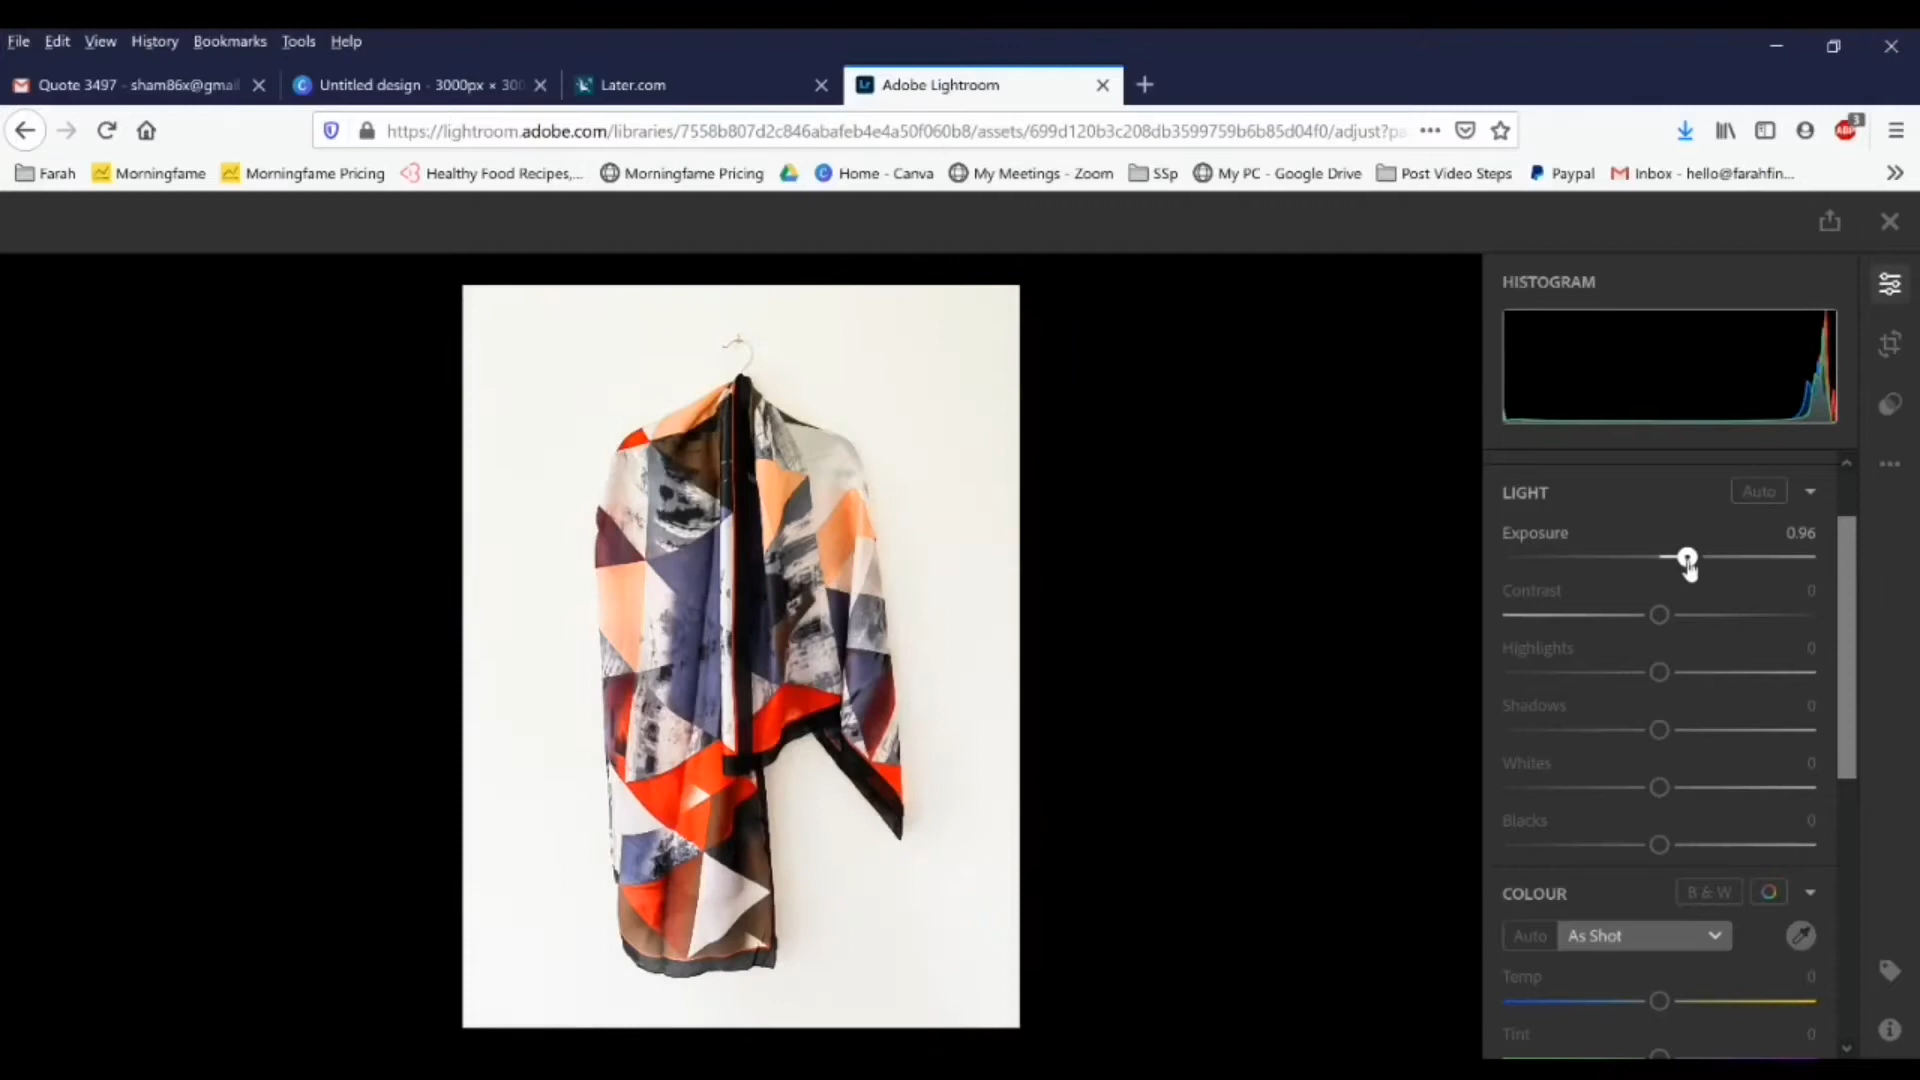 File Edit View History Bookmarks Tools Help
Quote 3497 - sham86x@gmai
Untitled design - 3000px × 300
Later.com
Adobe Lightroom
https://lightroom.adobe.com/libraries/7558b807d2c846abafeb4e4a50f060b8/assets/699d120b3c208db3599759b6b85d04f0/adjust?pa
ABP
3
Farah
Morningfame
Morningfame Pricing
Healthy Food Recipes,...
Morningfame Pricing
Home - Canva
My Meetings - Zoom
SSp
My PC - Google Drive
Post Video Steps
Paypal
Inbox - hello@farahfin...
HISTOGRAM
LIGHT
Auto
Exposure 0.96
Contrast 0
Highlights 0
Shadows 0
Whites 0
Blacks 0
COLOUR
B & W
Auto As Shot
Temp 0
Tint 0